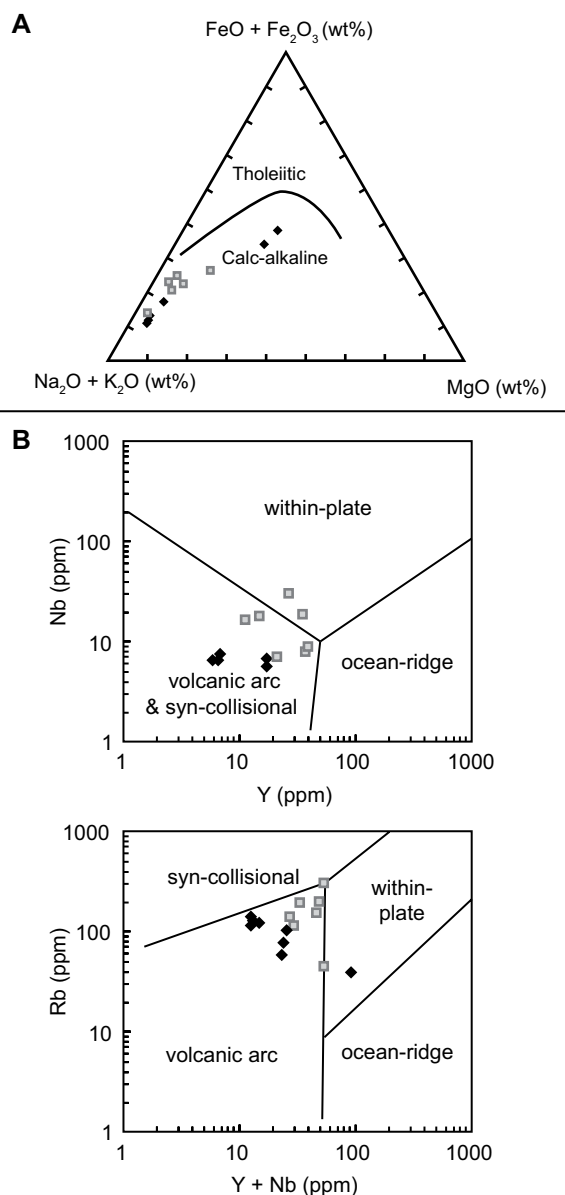 A
FeO + Fe₂O₃ (wt%)
Tholeiitic
Calc-alkaline
Na₂O + K₂O (wt%)
MgO (wt%)
B
1000
100
10
1
Nb (ppm)
within-plate
volcanic arc
& syn-collisional
ocean-ridge
1 10 100 1000
Y (ppm)
1000
100
10
1
Rb (ppm)
syn-collisional
within-
plate
volcanic arc
ocean-ridge
1 10 100 1000
Y + Nb (ppm)